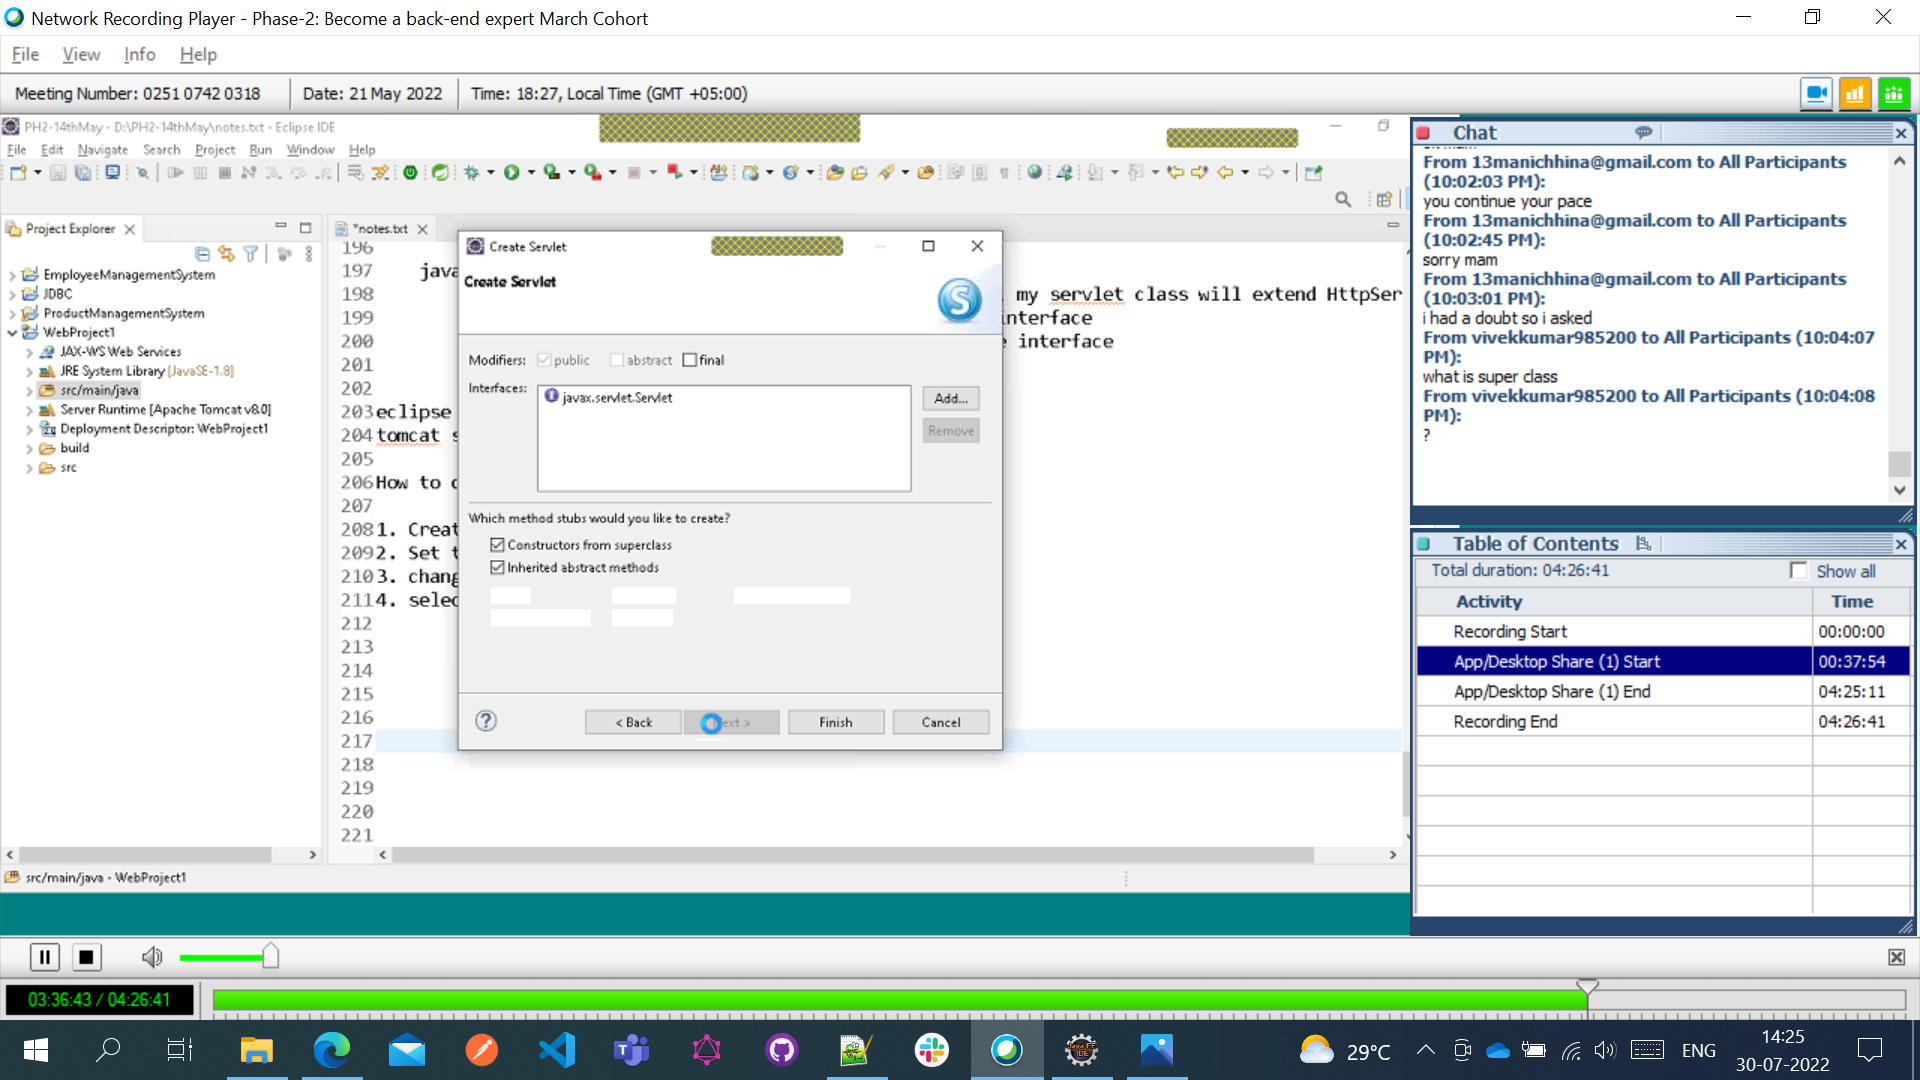 Network Recording Player - Phase-2: Become a back-end expert March Cohort
File View Info Help
Meeting Number: 0251 0742 0318
Date: 21 May 2022
Time: 18:27, Local Time (GMT +05:00)
PH2-14thMay - D:\PH2-14thMay\notes.txt - Eclipse IDE
File Edit Navigate Search Project Run Window Help
Project Explorer
EmployeeManagementSystem
JDBC
ProductManagementSystem
WebProject1
JAX-WS Web Services
JRE System Library [JavaSE-1.8]
src/main/java
Server Runtime [Apache Tomcat v8.0]
Deployment Descriptor: WebProject1
build
src
*notes.txt
196
197 java
198 my servlet class will extend HttpSer
199 interface
200 interface
201
202
203 eclipse
204 tomcat s
205
206 How to
207
208 1. Creat
209 2. Set t
210 3. chang
211 4. selec
212
213
214
215
216
217
218
219
220
221
Create Servlet
Create Servlet
Modifiers: public abstract final
Interfaces: javax.servlet.Servlet
Add...
Remove
Which method stubs would you like to create?
Constructors from superclass
Inherited abstract methods
< Back
ext >
Finish
Cancel
src/main/java - WebProject1
Chat
From 13manichhina@gmail.com to All Participants
(10:02:03 PM):
you continue your pace
From 13manichhina@gmail.com to All Participants
(10:02:45 PM):
sorry mam
From 13manichhina@gmail.com to All Participants
(10:03:01 PM):
i had a doubt so i asked
From vivekkumar985200 to All Participants (10:04:07
PM):
what is super class
From vivekkumar985200 to All Participants (10:04:08
PM):
?
Table of Contents
Total duration: 04:26:41
Show all
Activity Time
Recording Start 00:00:00
App/Desktop Share (1) Start 00:37:54
App/Desktop Share (1) End 04:25:11
Recording End 04:26:41
03:36:43 / 04:26:41
29°C
ENG
14:25
30-07-2022